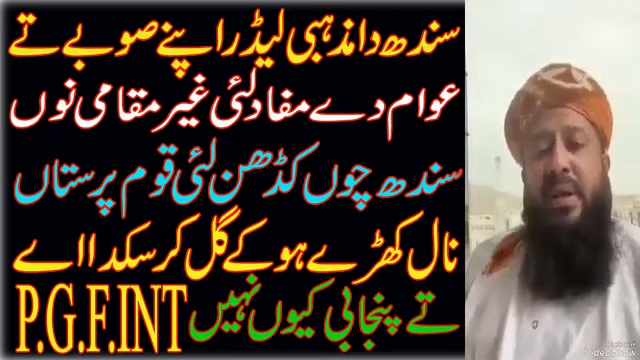 سندھ دا مذہبی لیڈر اپنے صوبے تے
عوام دے مفاد لئی غیر مقامی نوں
سندھ چوں کڈھن لئی قوم پرستاں
نال کھڑے ہو کے گل کر سکدا اے
تے پنجابی کیوں نہیں P.G.F.INT